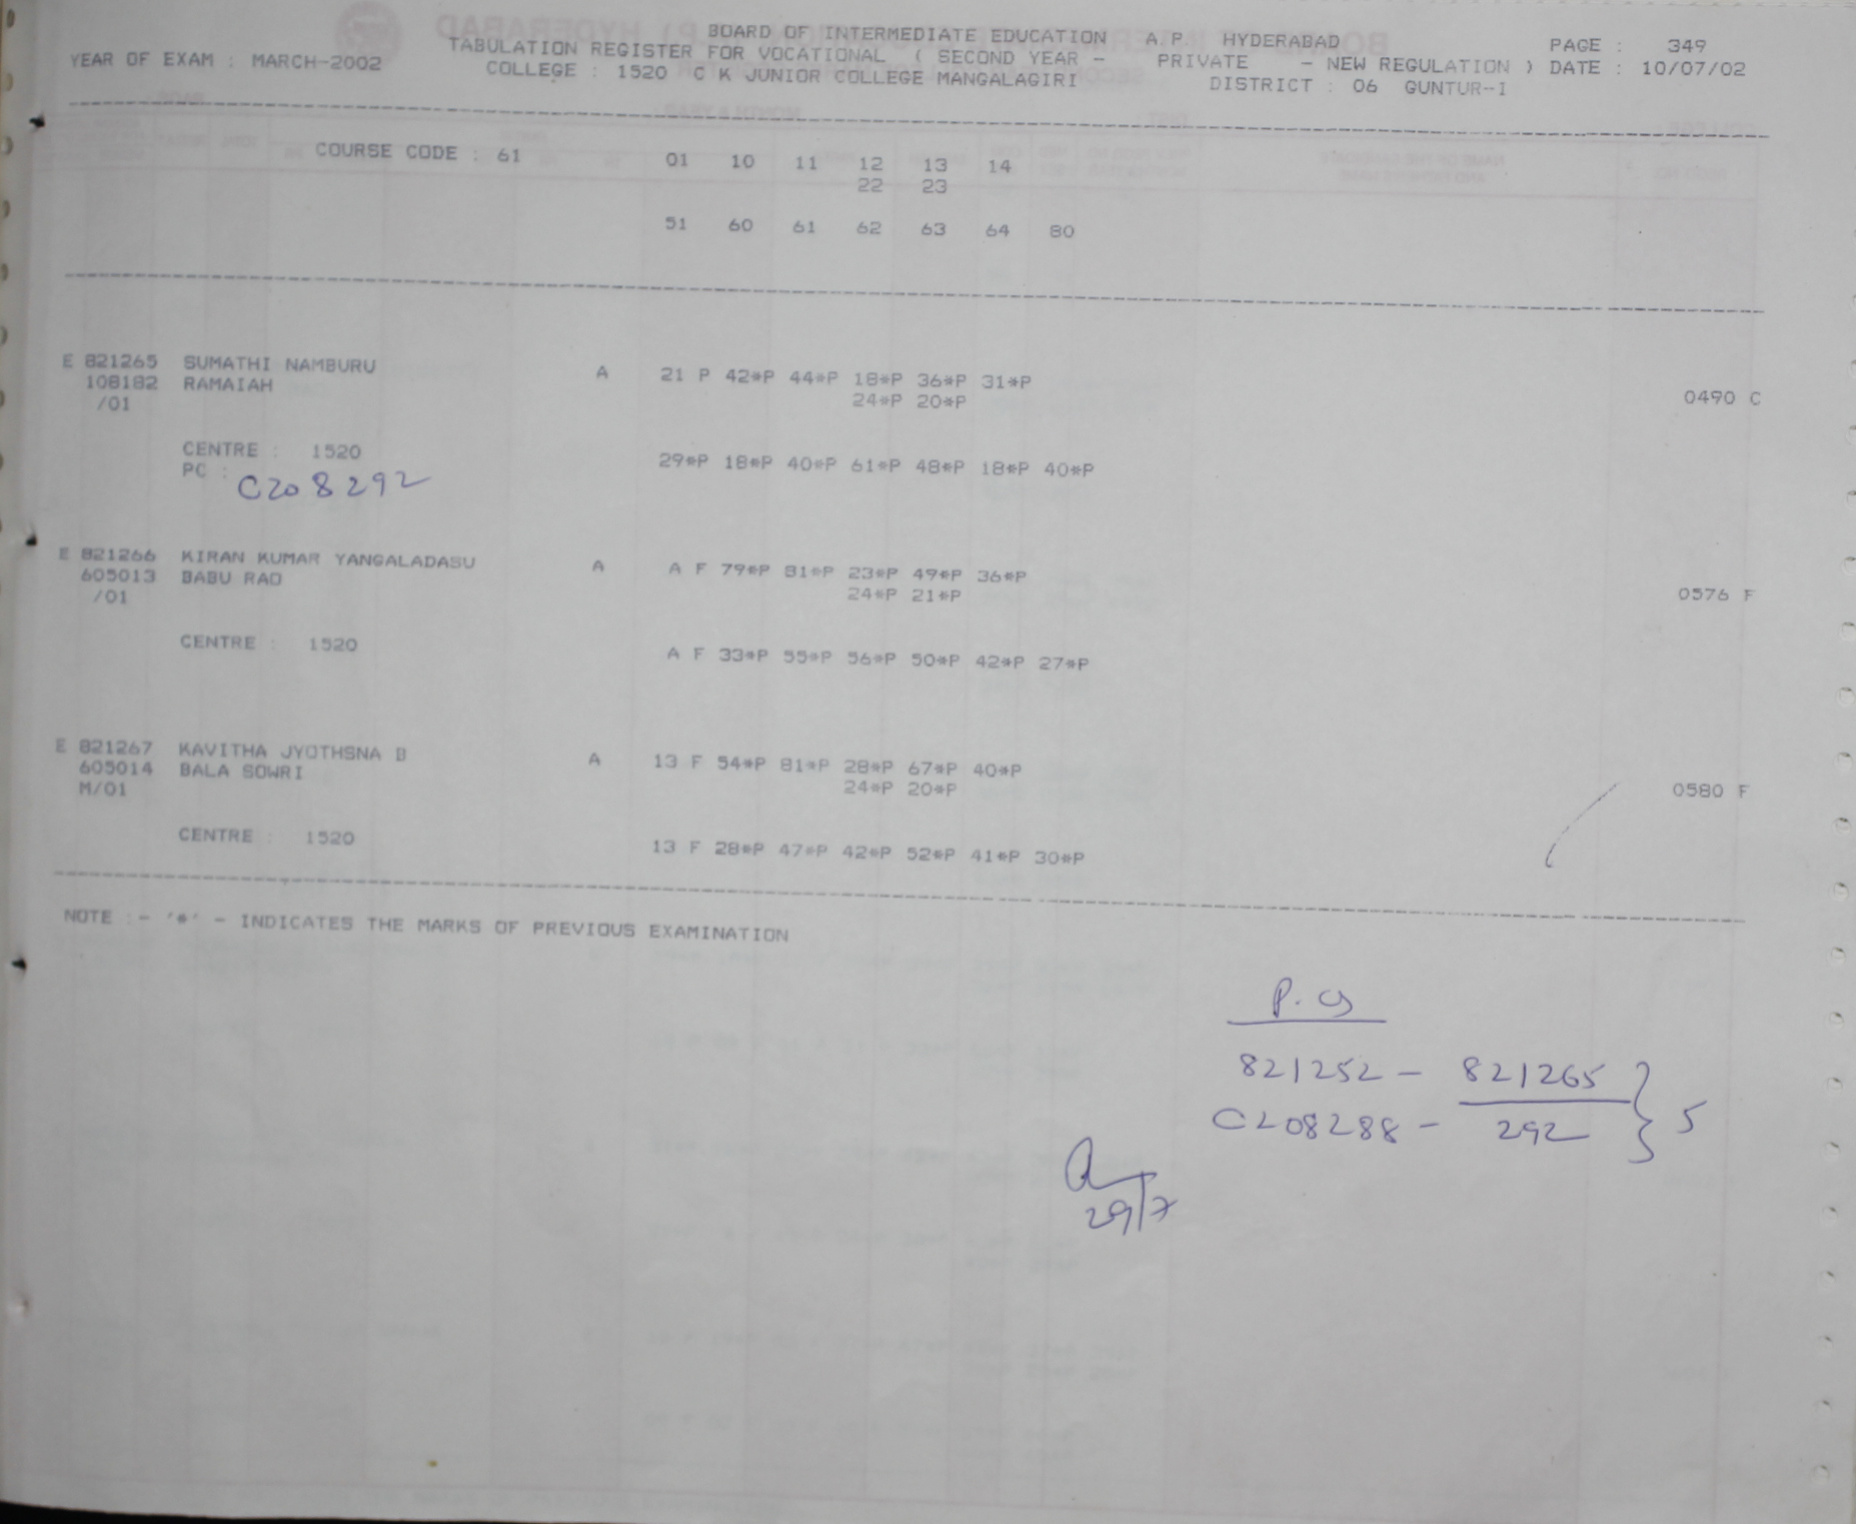 BOARD OF INTERMEDIATE EDUCATION A.P. HYDERABAD PAGE : 349
YEAR OF EXAM : MARCH-2002 TABULATION REGISTER FOR VOCATIONAL ( SECOND YEAR - PRIVATE - NEW REGULATION ) DATE : 10/07/02
COLLEGE : 1520 C K JUNIOR COLLEGE MANGALAGIRI DISTRICT : 06 GUNTUR-I
COURSE CODE : 61 01 10 11 12 13 14
22 23
51 60 61 62 63 64 80
E 821265 SUMATHI NAMBURU A 21 P 42*P 44*P 18*P 36*P 31*P
108182 RAMAIAH 24*P 20*P 0490 C
/01
CENTRE : 1520 29*P 18*P 40*P 61*P 48*P 18*P 40*P
PC : C208292
E 821266 KIRAN KUMAR YANGALADASU A A F 79*P 81*P 23*P 49*P 36*P
605013 BABU RAO 24*P 21*P 0576 F
/01
CENTRE : 1520 A F 33*P 55*P 56*P 50*P 42*P 27*P
E 821267 KAVITHA JYOTHSNA B A 13 F 54*P 81*P 28*P 67*P 40*P
605014 BALA SOWRI 24*P 20*P 0580 F
M/01
CENTRE : 1520 13 F 28*P 47*P 42*P 52*P 41*P 30*P
NOTE :- '*' - INDICATES THE MARKS OF PREVIOUS EXAMINATION
821252 - 821265
C208288 - 292 } 5
29/7